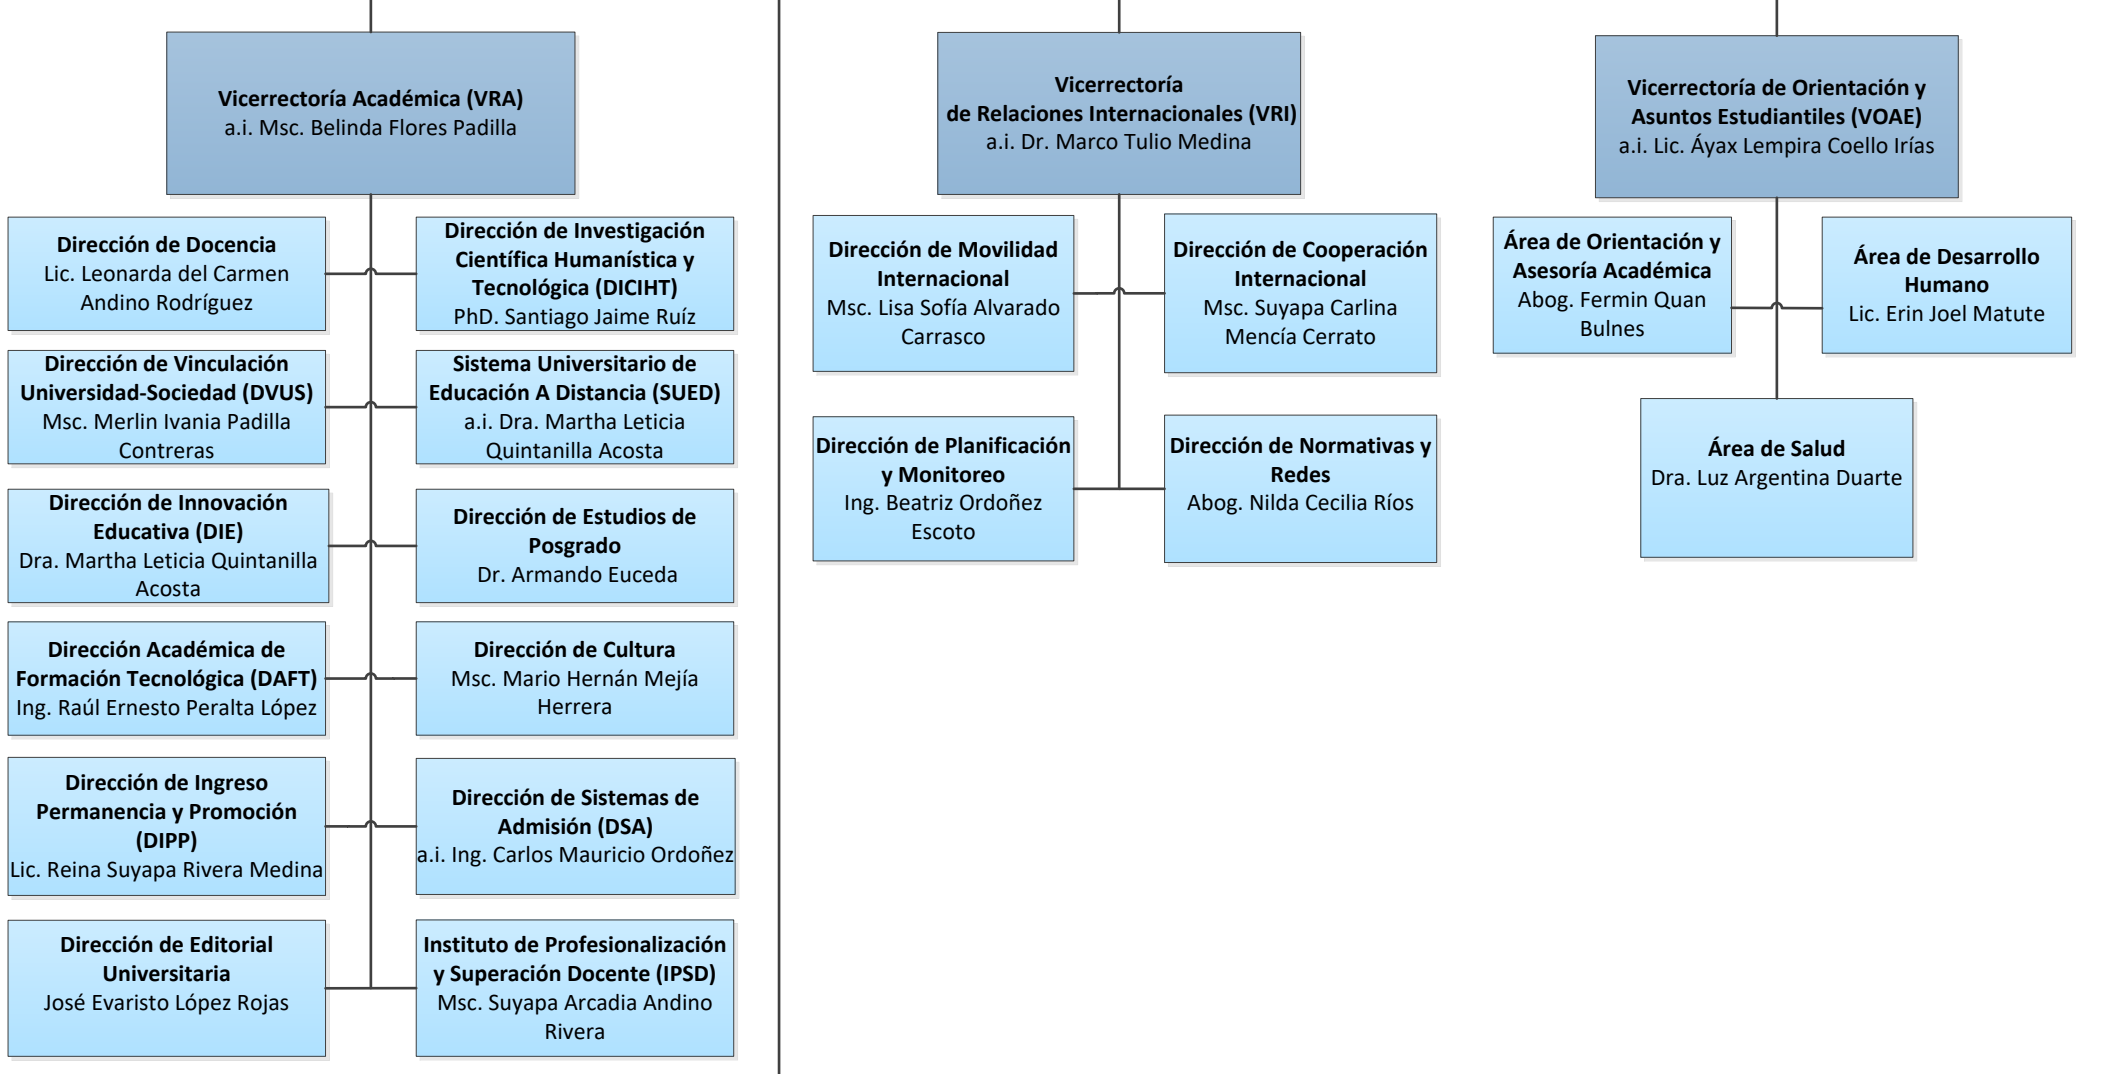 Vicerrectoría Académica (VRA)
a.i. Msc. Belinda Flores Padilla
Dirección de Docencia
Lic. Leonarda del Carmen
Andino Rodríguez
Dirección de Investigación
Científica Humanística y
Tecnológica (DICIHT)
PhD. Santiago Jaime Ruíz
Dirección de Vinculación
Universidad-Sociedad (DVUS)
Msc. Merlin Ivania Padilla
Contreras
Sistema Universitario de
Educación A Distancia (SUED)
a.i. Dra. Martha Leticia
Quintanilla Acosta
Dirección de Innovación
Educativa (DIE)
Dra. Martha Leticia Quintanilla
Acosta
Dirección de Estudios de
Posgrado
Dr. Armando Euceda
Dirección Académica de
Formación Tecnológica (DAFT)
Ing. Raúl Ernesto Peralta López
Dirección de Cultura
Msc. Mario Hernán Mejía
Herrera
Dirección de Ingreso
Permanencia y Promoción
(DIPP)
Lic. Reina Suyapa Rivera Medina
Dirección de Sistemas de
Admisión (DSA)
a.i. Ing. Carlos Mauricio Ordoñez
Dirección de Editorial
Universitaria
José Evaristo López Rojas
Instituto de Profesionalización
y Superación Docente (IPSD)
Msc. Suyapa Arcadia Andino
Rivera
Vicerrectoría
de Relaciones Internacionales (VRI)
a.i. Dr. Marco Tulio Medina
Dirección de Movilidad
Internacional
Msc. Lisa Sofía Alvarado
Carrasco
Dirección de Cooperación
Internacional
Msc. Suyapa Carlina
Mencía Cerrato
Dirección de Planificación
y Monitoreo
Ing. Beatriz Ordoñez
Escoto
Dirección de Normativas y
Redes
Abog. Nilda Cecilia Ríos
Vicerrectoría de Orientación y
Asuntos Estudiantiles (VOAE)
a.i. Lic. Áyax Lempira Coello Irías
Área de Orientación y
Asesoría Académica
Abog. Fermin Quan
Bulnes
Área de Desarrollo
Humano
Lic. Erin Joel Matute
Área de Salud
Dra. Luz Argentina Duarte